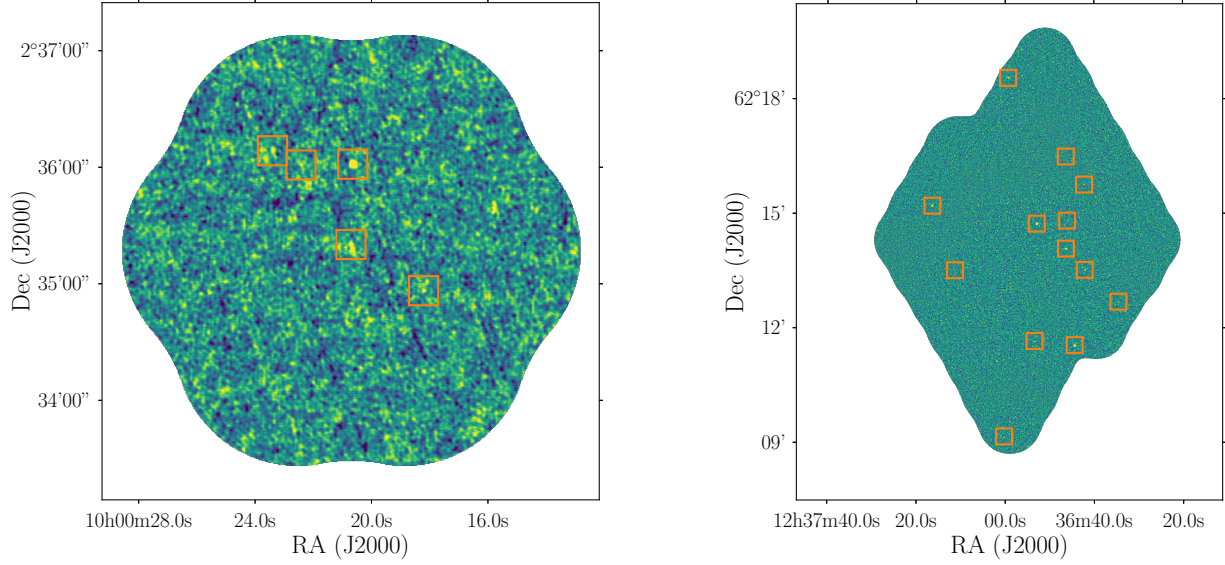 2°37'00"
36'00"
35'00"
34'00"
Dec (J2000)
10h00m28.0s 24.0s 20.0s 16.0s
RA (J2000)
62°18'
15'
12'
09'
Dec (J2000)
12h37m40.0s 20.0s 00.0s 36m40.0s 20.0s
RA (J2000)